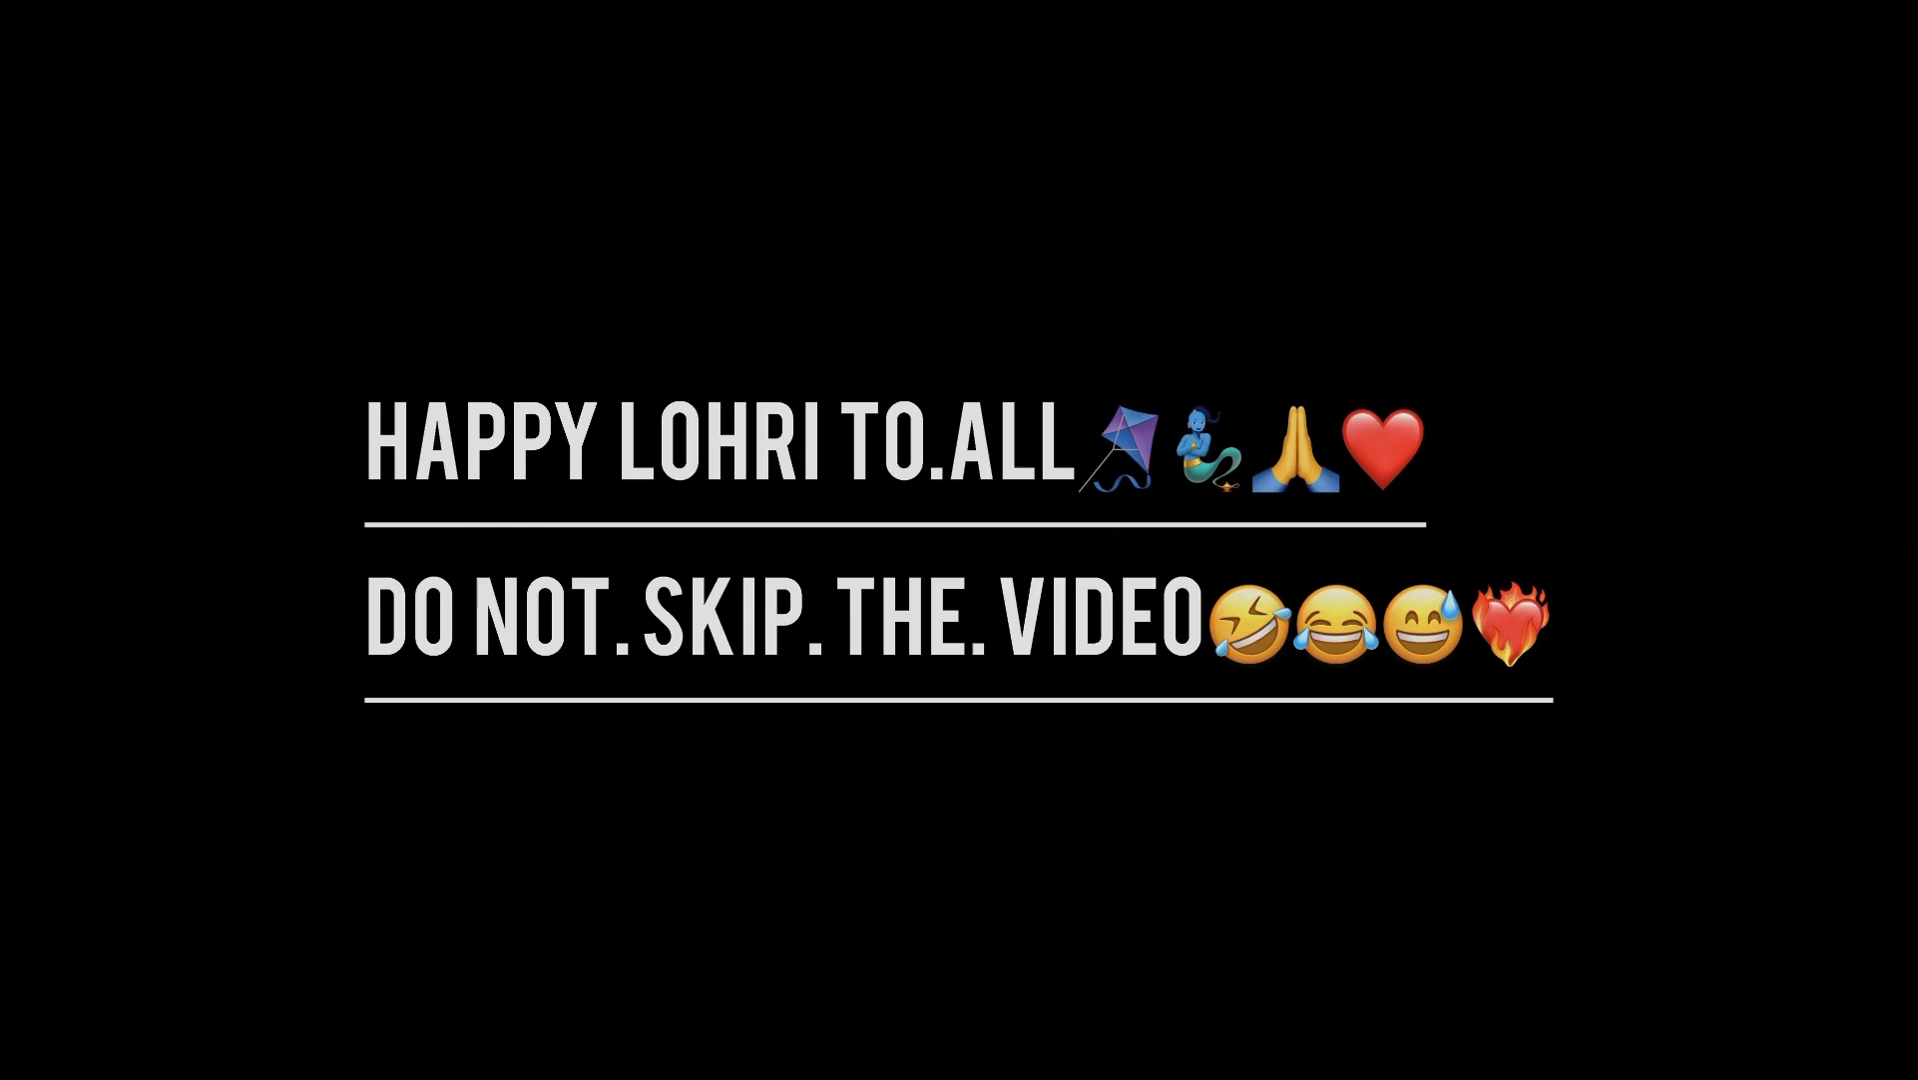 HAPPY LOHRI TO.ALL🪁🧞‍♂️🙏❤️
DO NOT. SKIP. THE. VIDEO🤣😂😅❤️‍🔥